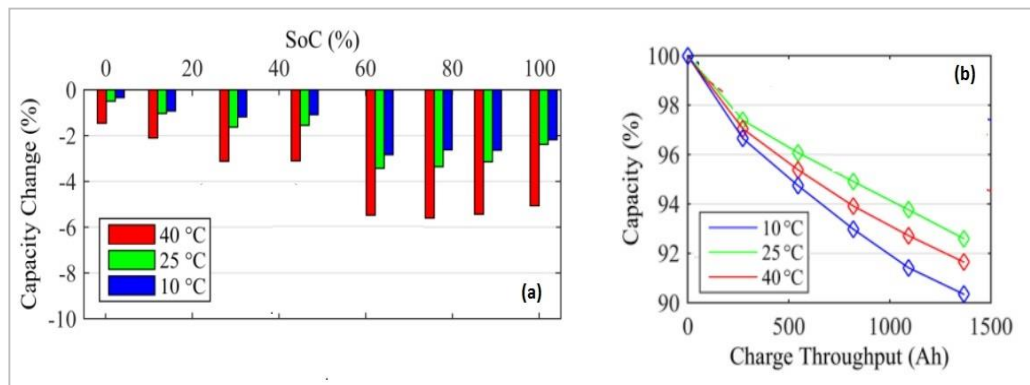 SoC (%)
0 20 40 60 80 100
0
-2
-4
-6
-8
-10
Capacity Change (%)
40 °C
25 °C
10 °C
(a)
100
98
96
94
92
90
Capacity (%)
(b)
10 °C
25 °C
40 °C
0 500 1000 1500
Charge Throughput (Ah)